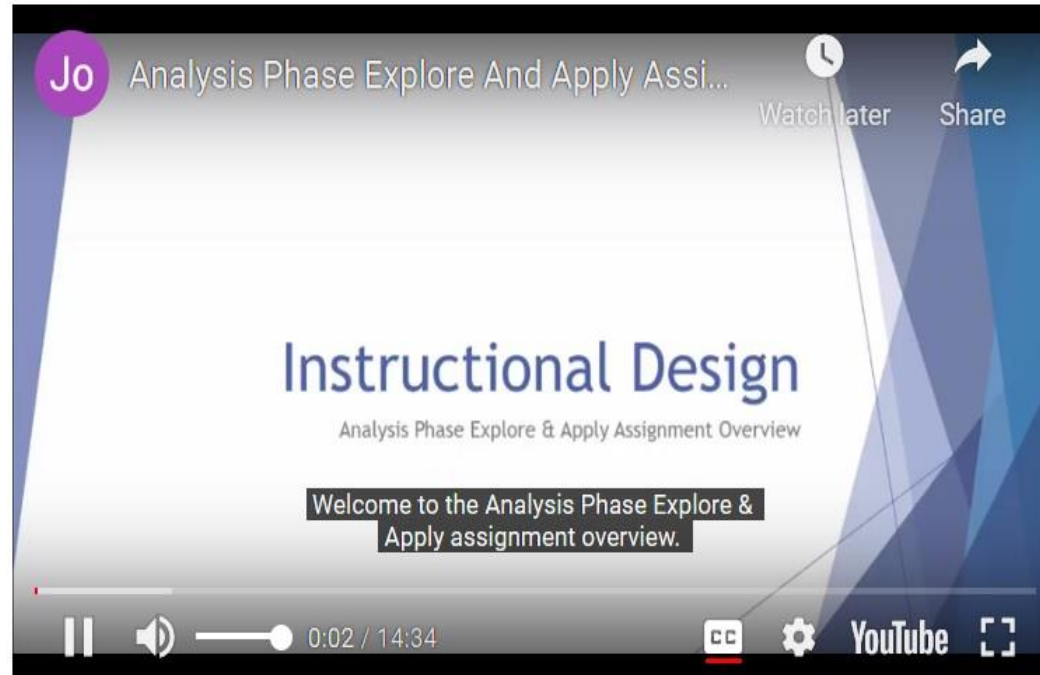 Jo
Analysis Phase Explore And Apply Assi...
Watch later
Share
Instructional Design
Analysis Phase Explore & Apply Assignment Overview
Welcome to the Analysis Phase Explore &
Apply assignment overview.
0:02 / 14:34
CC
YouTube